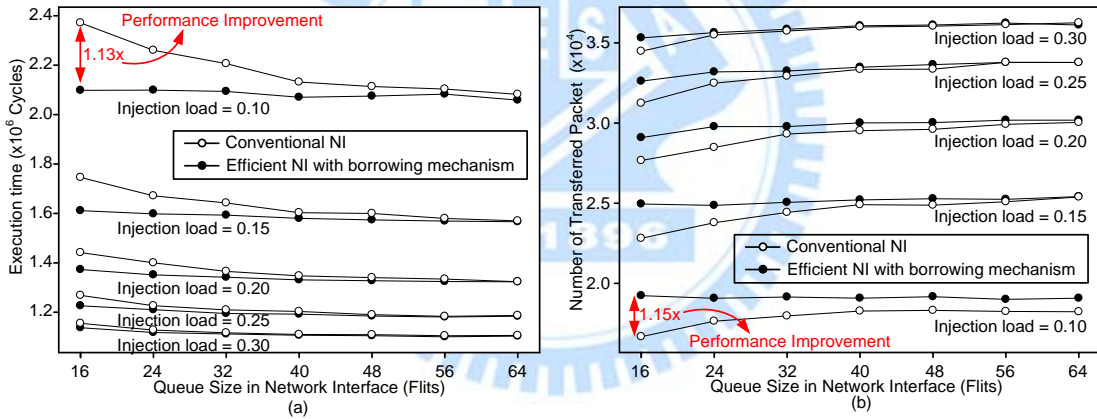 Performance Improvement
1.13x
2.4
2.2
2.0
1.8
1.6
1.4
1.2
Execution time (x10^6 Cycles)
Injection load = 0.10
Conventional NI
Efficient NI with borrowing mechanism
Injection load = 0.15
Injection load = 0.20
Injection load = 0.25
Injection load = 0.30
16 24 32 40 48 56 64
Queue Size in Network Interface (Flits)
(a)
Number of Transferred Packet (x10^4)
3.5
3.0
2.5
2.0
Injection load = 0.30
Injection load = 0.25
Injection load = 0.20
Injection load = 0.15
Conventional NI
Efficient NI with borrowing mechanism
1.15x
Injection load = 0.10
Performance Improvement
16 24 32 40 48 56 64
Queue Size in Network Interface (Flits)
(b)
E S
1896